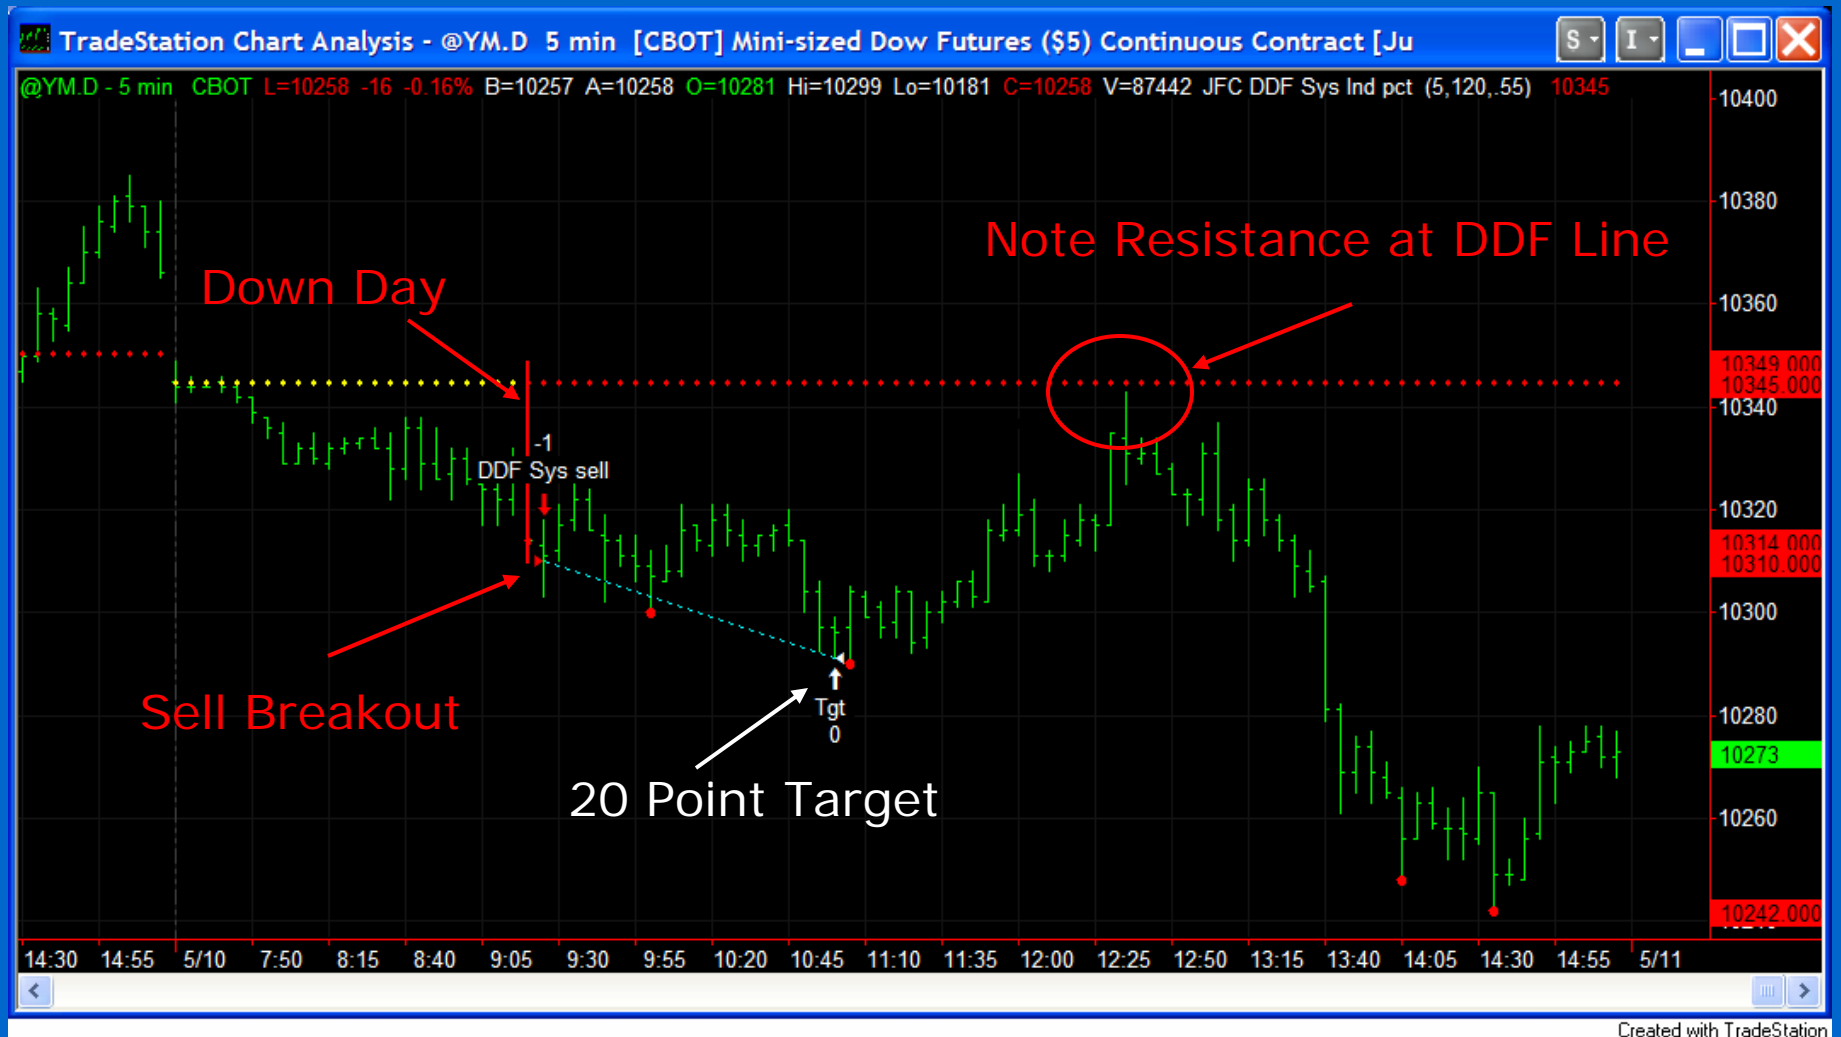 TradeStation Chart Analysis - @YM.D 5 min [CBOT] Mini-sized Dow Futures ($5) Continuous Contract [Ju
S
I
@YM.D - 5 min CBOT L=10258 -16 -0.16% B=10257 A=10258 O=10281 Hi=10299 Lo=10181 C=10258 V=87442 JFC DDF Sys Ind pct (5,120,.55) 10345
10400
10380
Note Resistance at DDF Line
Down Day
10360
10349.000
10345.000
10340
-1
DDF Sys sell
10320
10314.000
10310.000
10300
Sell Breakout
Tgt
0
10280
10273
20 Point Target
10260
10242.000
14:30 14:55 5/10 7:50 8:15 8:40 9:05 9:30 9:55 10:20 10:45 11:10 11:35 12:00 12:25 12:50 13:15 13:40 14:05 14:30 14:55 5/11
Created with TradeStation